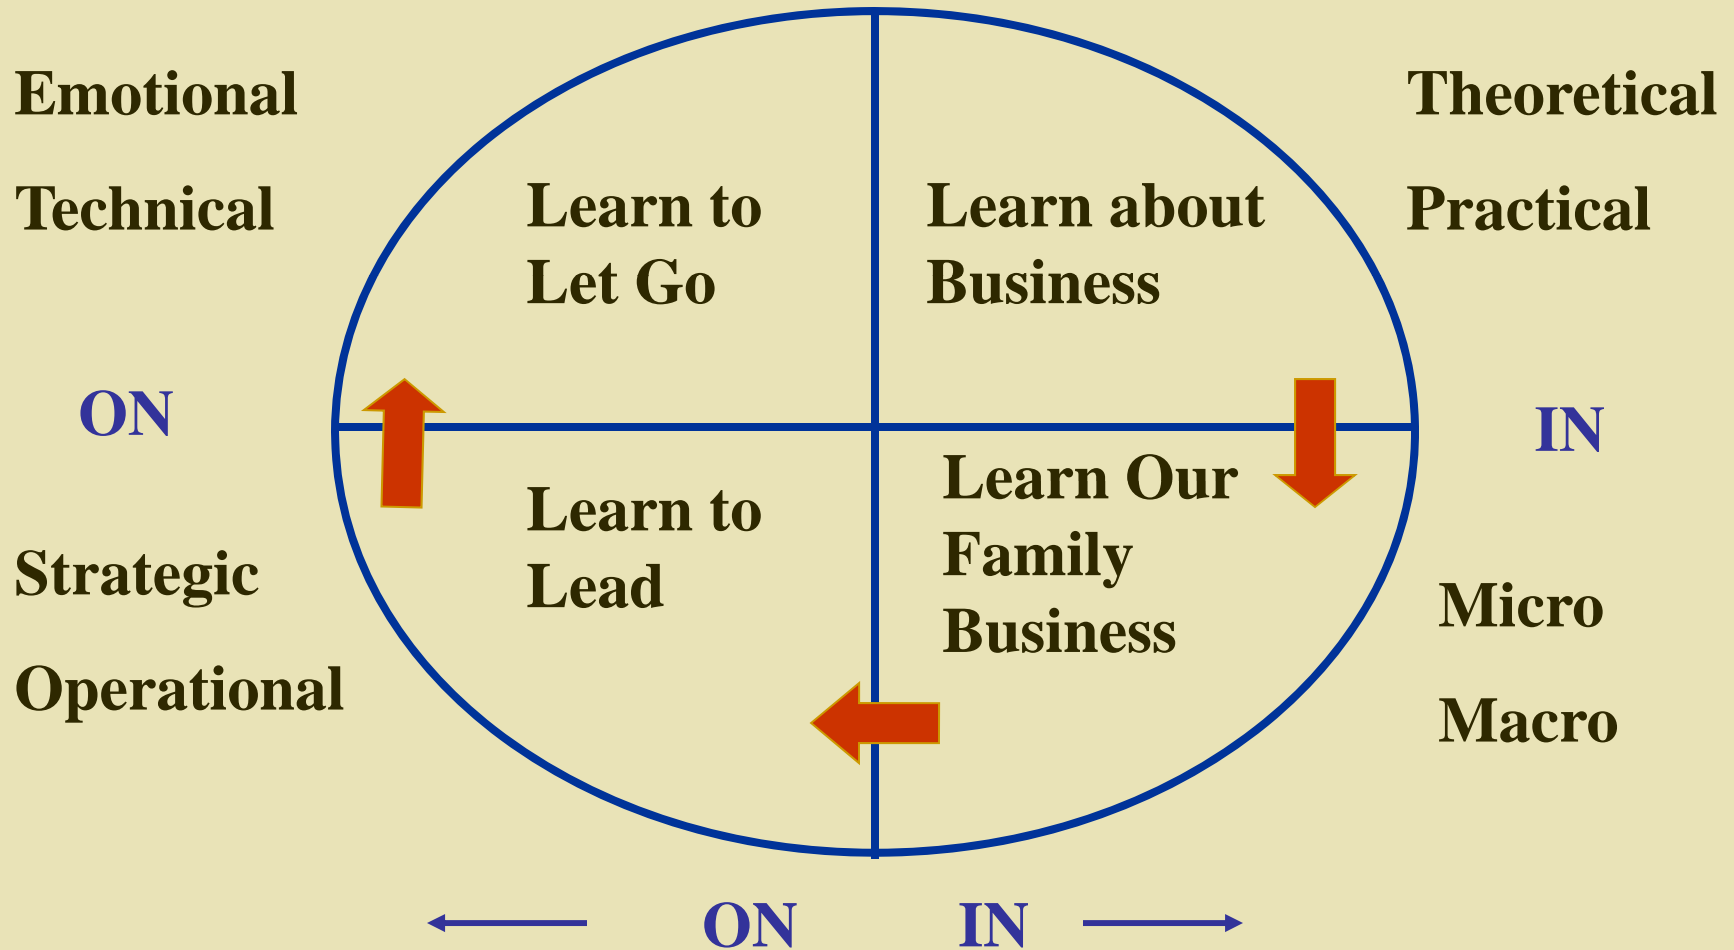 Emotional
Technical
Learn to
Let Go
Learn about
Business
Theoretical
Practical
ON
IN
Strategic
Operational
Learn to
Lead
Learn Our
Family
Business
Micro
Macro
ON IN